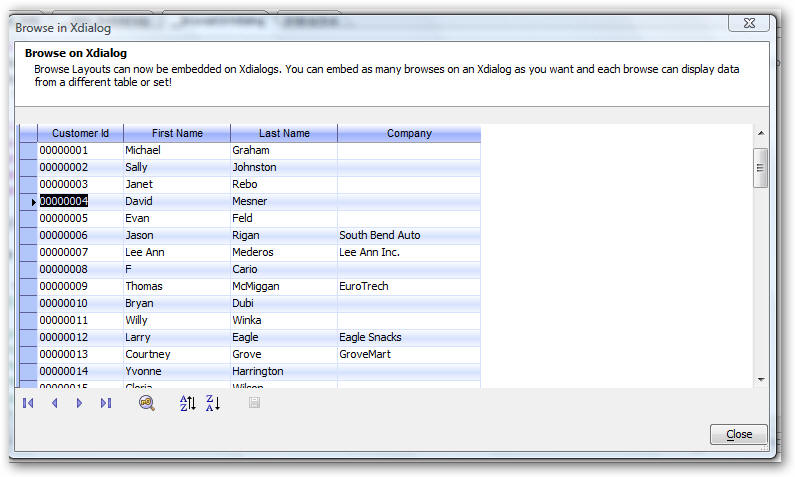 Browse in Xdialog
Browse on Xdialog
Browse Layouts can now be embedded on Xdialogs. You can embed as many browses on an Xdialog as you want and each browse can display data
from a different table or set!
Customer Id First Name Last Name Company
00000001 Michael Graham
00000002 Sally Johnston
00000003 Janet Rebo
00000004 David Mesner
00000005 Evan Feld
00000006 Jason Rigan South Bend Auto
00000007 Lee Ann Mederos Lee Ann Inc.
00000008 F Cario
00000009 Thomas McMiggan EuroTrech
00000010 Bryan Dubi
00000011 Willy Winka
00000012 Larry Eagle Eagle Snacks
00000013 Courtney Grove GroveMart
00000014 Yvonne Harrington
00000015 Gloria Wilson
Close